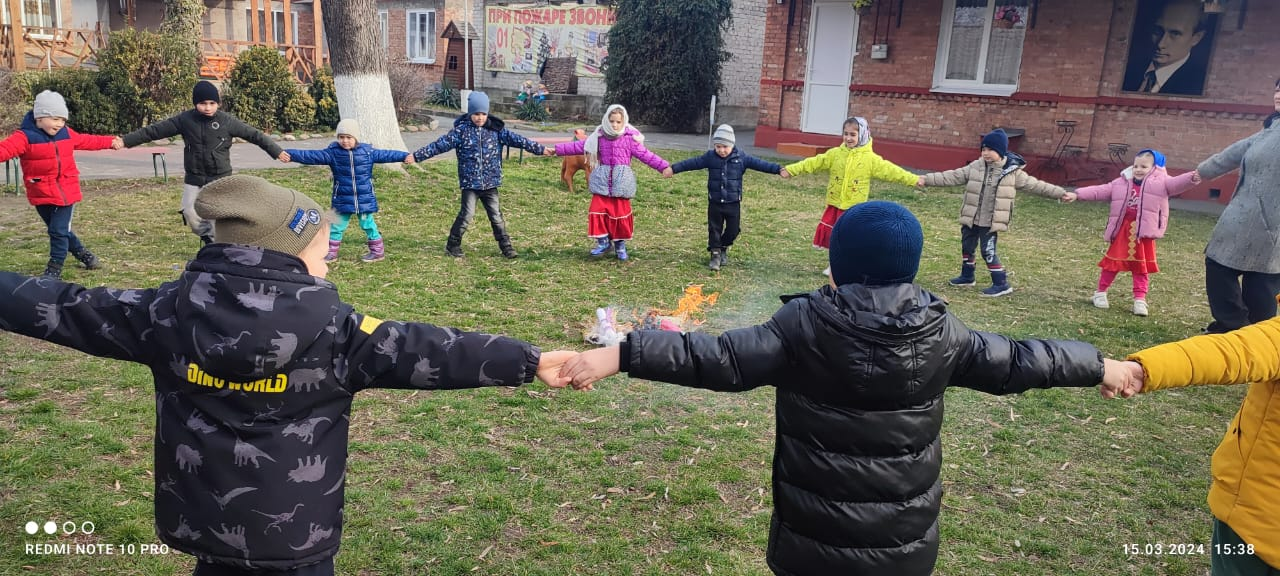 ПРИ ПОЖАРЕ ЗВОНИ
01
DINO WORLD
REDMI NOTE 10 PRO
15.03.2024 15:38